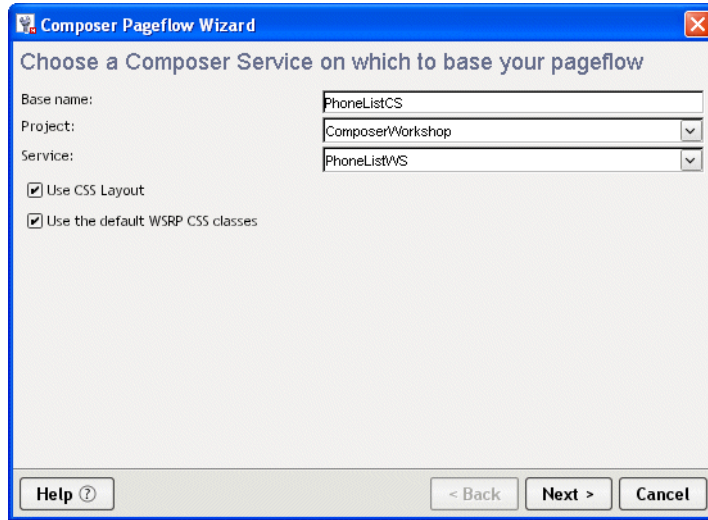 Composer Pageflow Wizard
Choose a Composer Service on which to base your pageflow
Base name: PhoneListCS
Project: ComposerWorkshop
Service: PhoneListWS
Use CSS Layout
Use the default WSRP CSS classes
Help ? < Back Next > Cancel